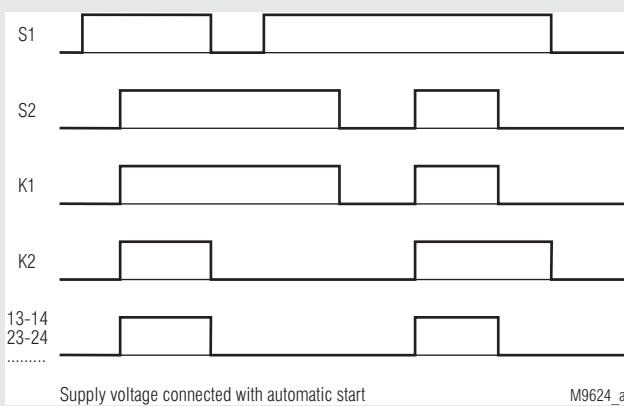 S1
S2
K1
K2
13-14
23-24
.........
Supply voltage connected with automatic start
M9624_a